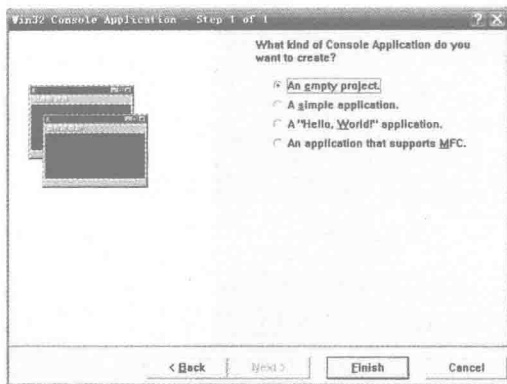 Win32 Console Application - Step 1 of 1
What kind of Console Application do you
want to create?
An empty project.
A simple application.
A "Hello, World!" application.
An application that supports MFC.
< Back
Next >
Finish
Cancel